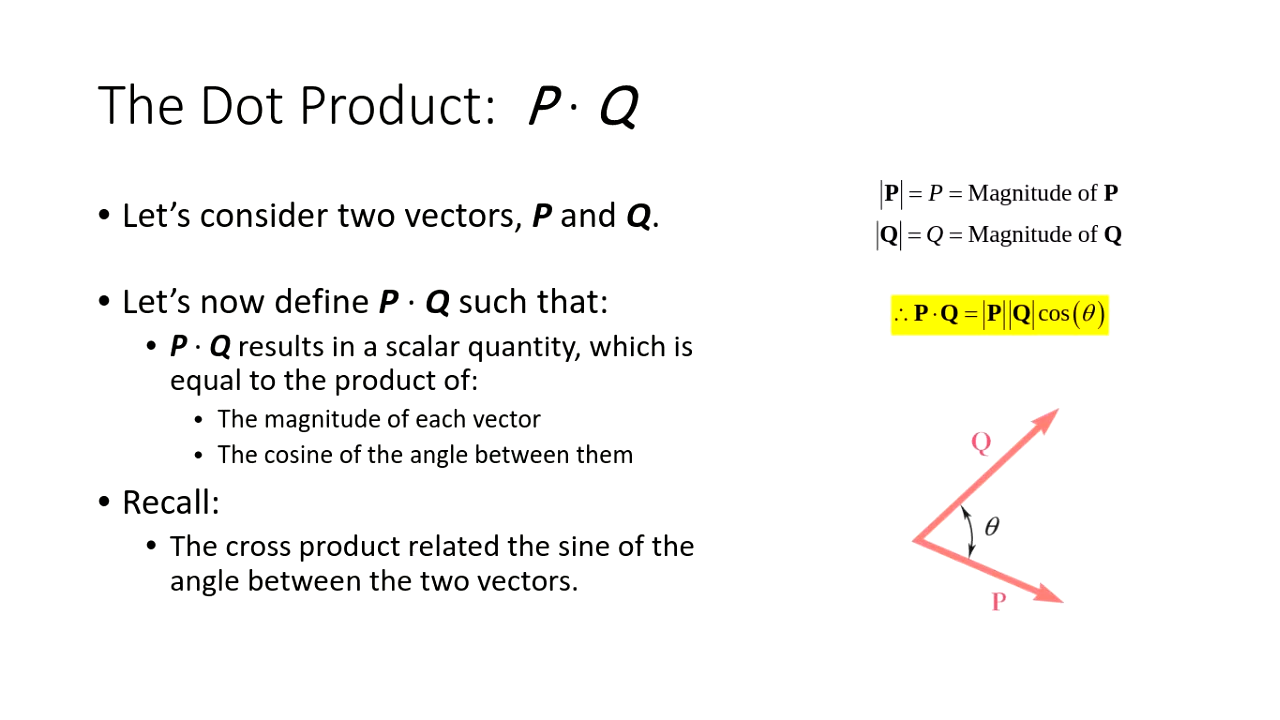 The Dot Product: P · Q
• Let's consider two vectors, P and Q.
• Let's now define P · Q such that:
• P · Q results in a scalar quantity, which is
equal to the product of:
• The magnitude of each vector
• The cosine of the angle between them
• Recall:
• The cross product related the sine of the
angle between the two vectors.
|P| = P = Magnitude of P
|Q| = Q = Magnitude of Q
∴ P·Q = |P||Q|cos(θ)
Q
θ
P